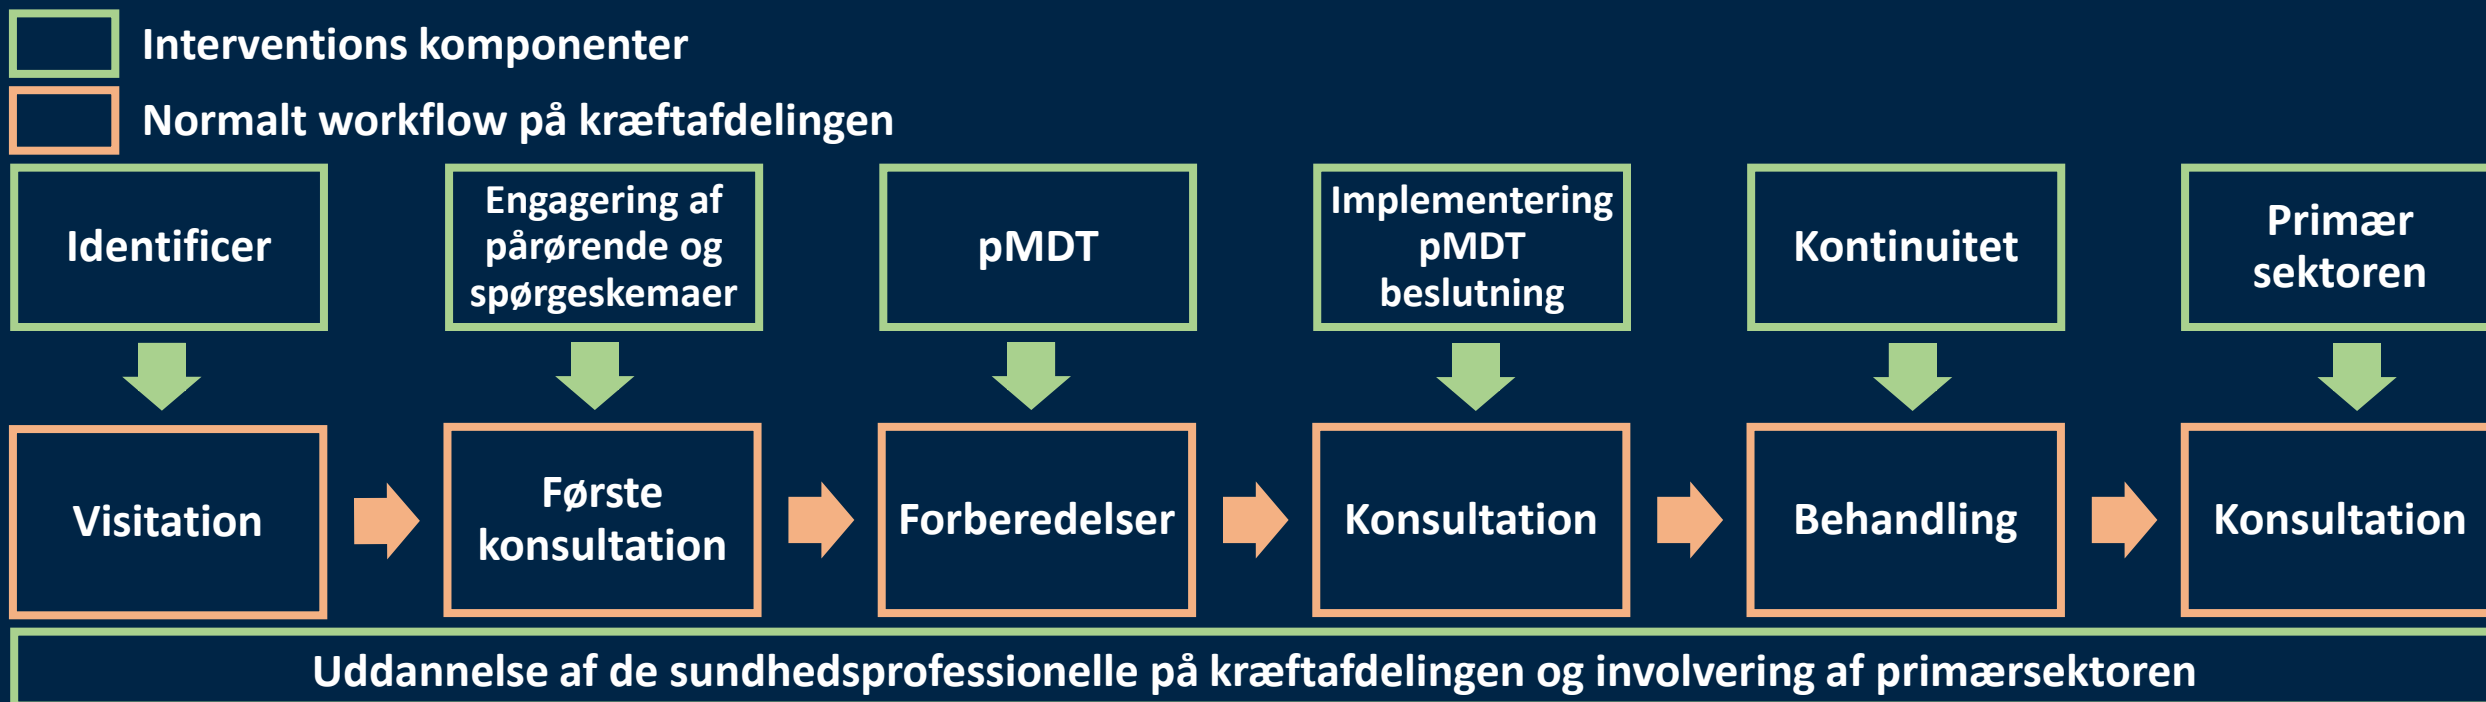 Interventions komponenter
Normalt workflow på kræftafdelingen
Identificer
Engagering af
pårørende og
spørgeskemaer
pMDT
Implementering
pMDT
beslutning
Kontinuitet
Primær
sektoren
Visitation
Første
konsultation
Forberedelser
Konsultation
Behandling
Konsultation
Uddannelse af de sundhedsprofessionelle på kræftafdelingen og involvering af primærsektoren